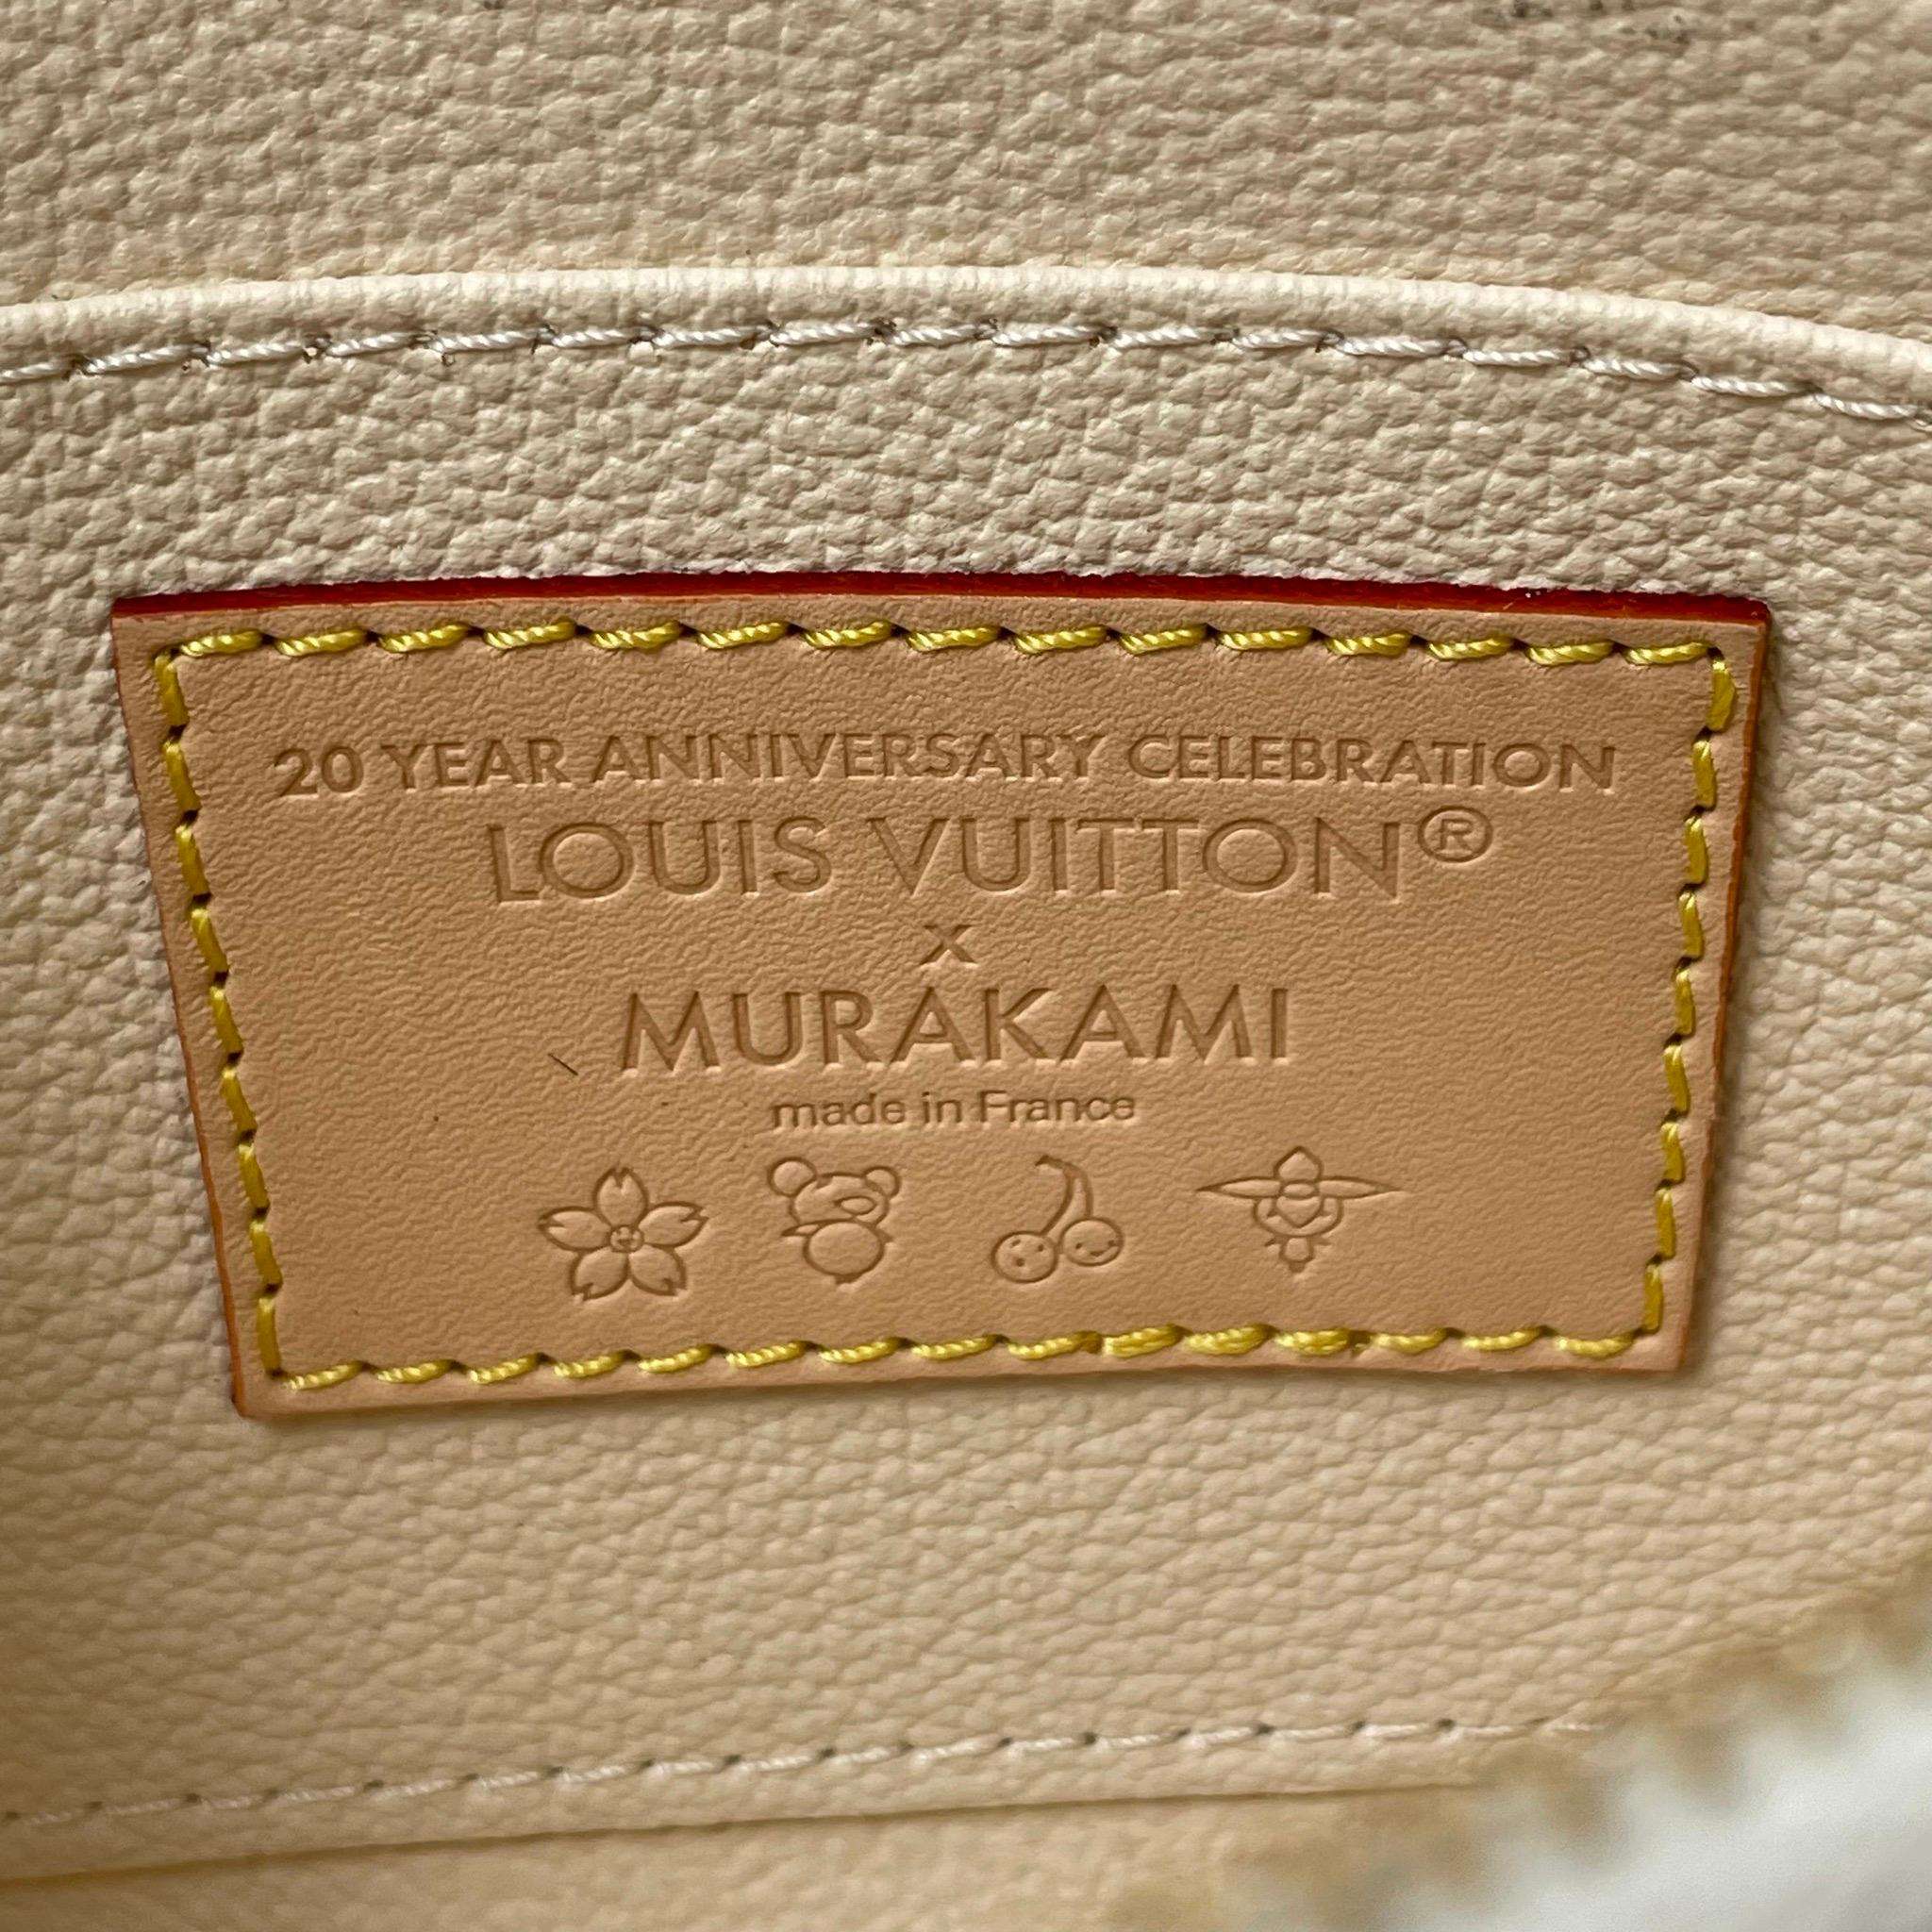 20 YEAR ANNIVERSARY CELEBRATION
LOUIS VUITTON®
x
MURAKAMI
made in France